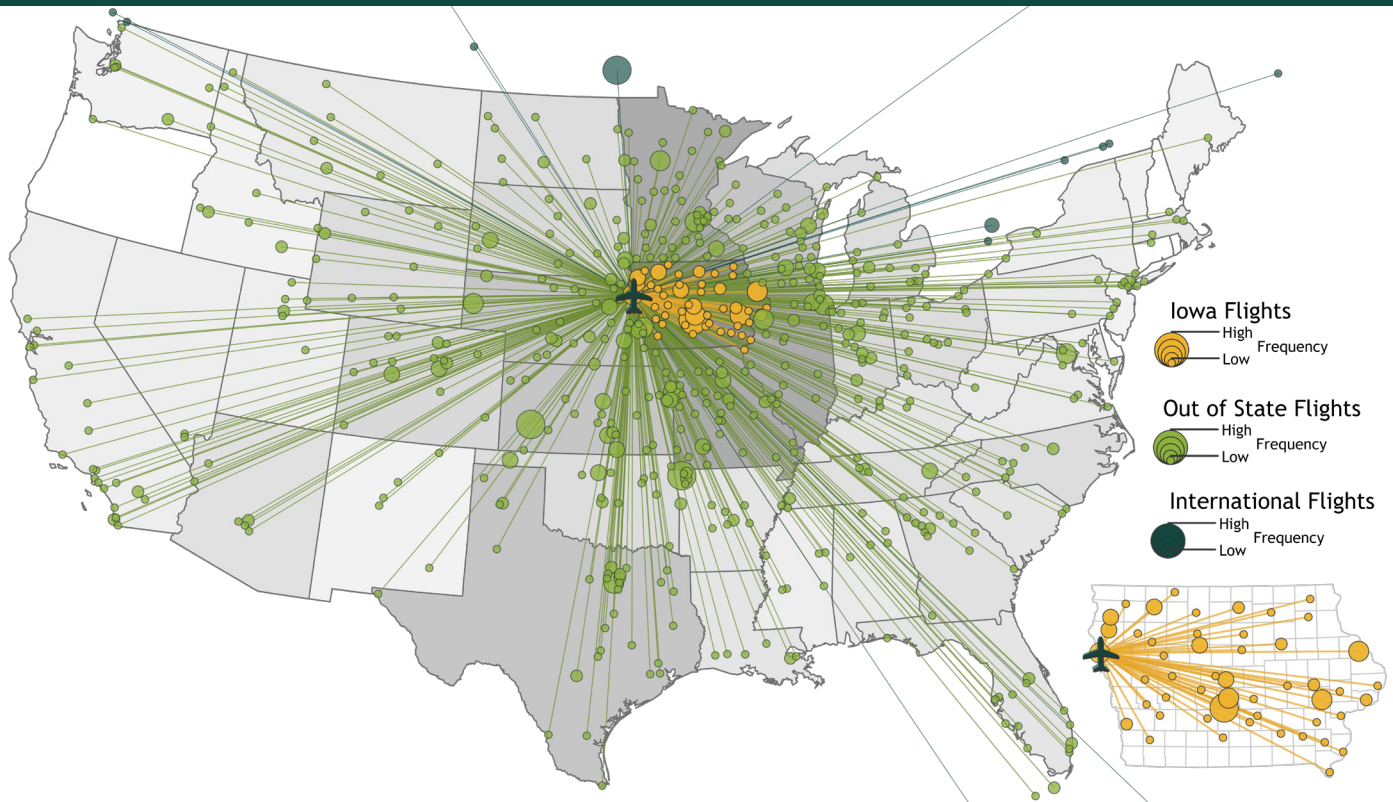 Iowa Flights
High
Frequency
Low
Out of State Flights
High
Frequency
Low
International Flights
High
Frequency
Low